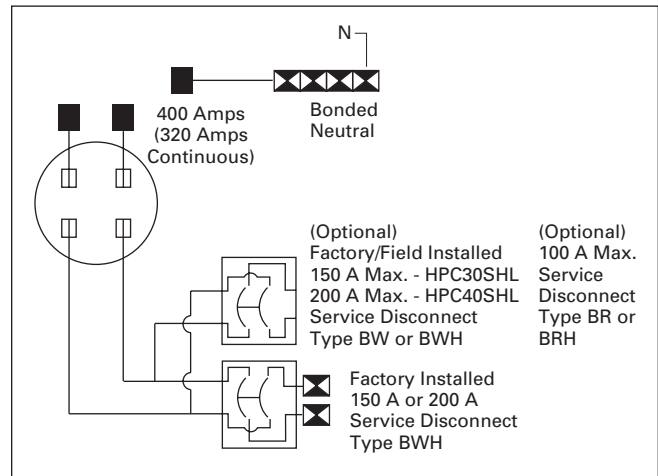 N
400 Amps
(320 Amps
Continuous)
Bonded
Neutral
(Optional)
Factory/Field Installed
150 A Max. - HPC30SHL
200 A Max. - HPC40SHL
Service Disconnect
Type BW or BWH
(Optional)
100 A Max.
Service
Disconnect
Type BR or
BRH
Factory Installed
150 A or 200 A
Service Disconnect
Type BWH